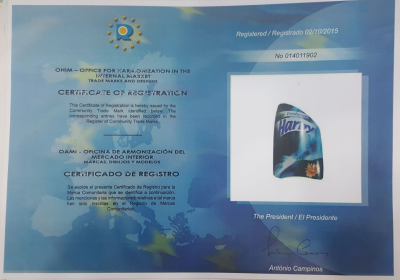 Registered / Registrado 02/10/2015
No 014011902
OHIM – OFFICE FOR HARMONIZATION IN THE
INTERNAL MARKET
TRADE MARKS AND DESIGNS
CERTIFICATE OF REGISTRATION
This Certificate of Registration is hereby issued for the
Community Trade Mark identified below. The
corresponding entries have been recorded in the
Register of Community Trade Marks.
OAMI – OFICINA DE ARMONIZACIÓN DEL
MERCADO INTERIOR
MARCAS, DIBUJOS Y MODELOS
CERTIFICADO DE REGISTRO
Se expide el presente Certificado de Registro para la
Marca Comunitaria que se identifica a continuación.
Las menciones y las informaciones relativas a tal marca
han sido inscritas en el Registro de Marcas
Comunitarias.
The President / El Presidente
António Campinos